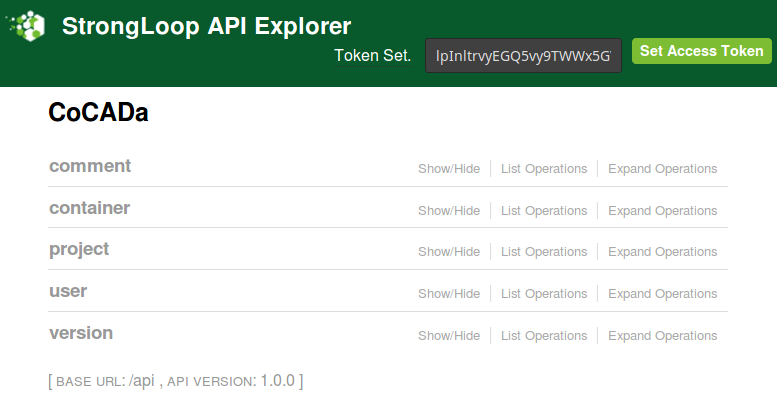 StrongLoop API Explorer
Token Set. lpInltrvyEGQ5vy9TWWx5G Set Access Token
CoCADa
comment Show/Hide List Operations Expand Operations
container Show/Hide List Operations Expand Operations
project Show/Hide List Operations Expand Operations
user Show/Hide List Operations Expand Operations
version Show/Hide List Operations Expand Operations
[ BASE URL: /api , API VERSION: 1.0.0 ]